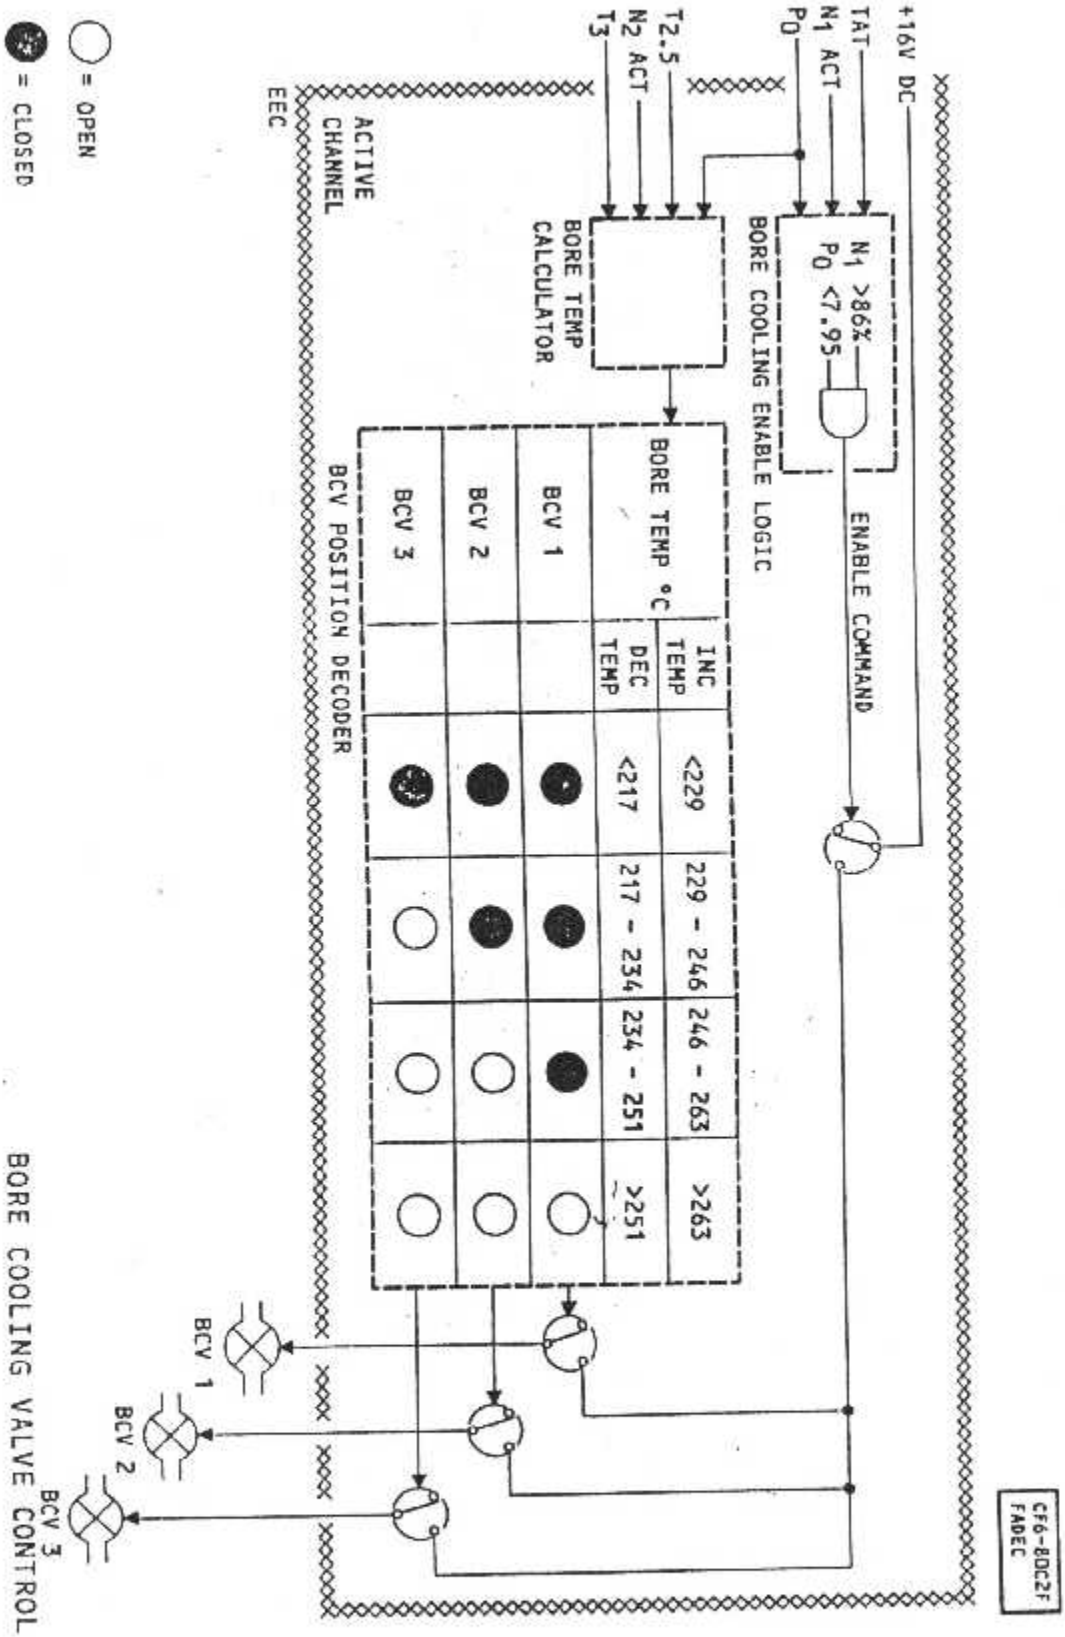 CF6-80C2F
FADEC
+16V DC
TAT
N1 ACT
P0
N1 >86%
P0 <7.95
ENABLE COMMAND
BORE COOLING ENABLE LOGIC
T2.5
N2 ACT
T3
BORE TEMP
CALCULATOR
BORE TEMP °C
INC
TEMP
<229
229 - 246
246 - 263
>263
DEC
TEMP
<217
217 - 234
234 - 251
>251
BCV 1
BCV 2
BCV 3
BCV POSITION DECODER
ACTIVE
CHANNEL
EEC
BCV 1
BCV 2
BCV 3
= OPEN
= CLOSED
BORE COOLING VALVE CONTROL